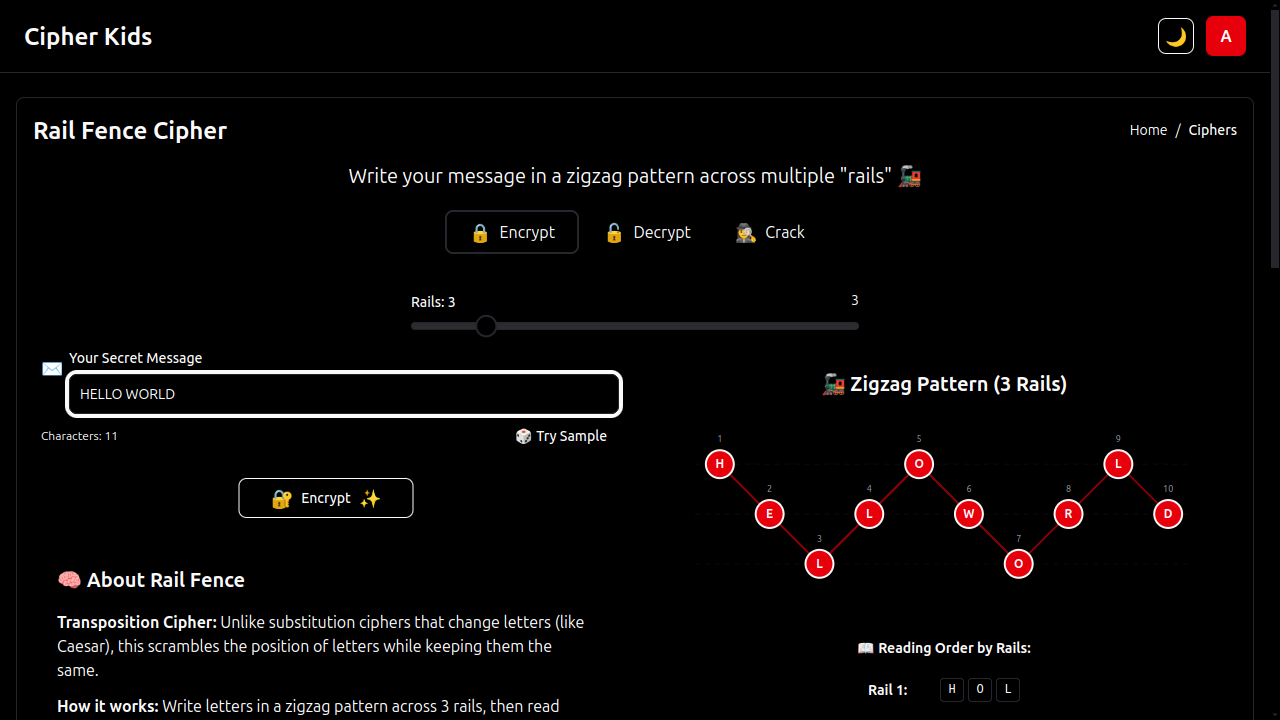 Cipher Kids
🌙 A
Rail Fence Cipher
Home / Ciphers
Write your message in a zigzag pattern across multiple "rails" 🚂
🔒 Encrypt
🔓 Decrypt
🕵️ Crack
Rails: 3
3
✉️ Your Secret Message
HELLO WORLD
Characters: 11
🎲 Try Sample
🔐 Encrypt ✨
🧠 About Rail Fence
Transposition Cipher: Unlike substitution ciphers that change letters (like
Caesar), this scrambles the position of letters while keeping them the
same.
How it works: Write letters in a zigzag pattern across 3 rails, then read
🚂 Zigzag Pattern (3 Rails)
1 5 9
H O L
2 4 6 8 10
E L W R D
3 7
L O
📖 Reading Order by Rails:
Rail 1: H O L